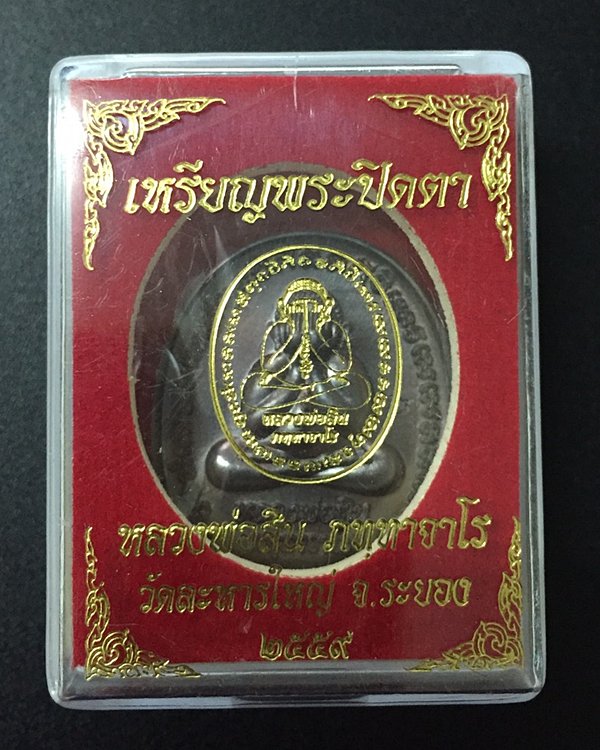 เหรียญพระปิดตา
หลวงพ่อสิน
ภทฺทาจาโร
หลวงพ่อสิน ภทฺทาจาโร
วัดละหารใหญ่ จ.ระยอง
๒๕๕๙